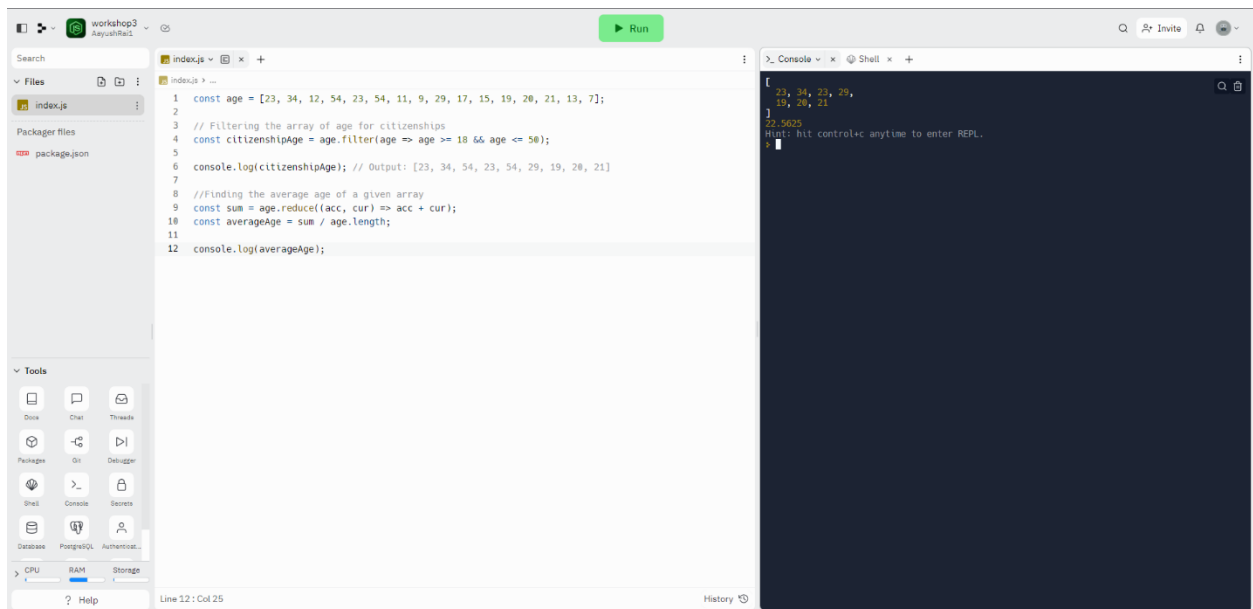 workshop3
AayushRai1
Run
Invite
Search
Files
index.js
Packager files
package.json
index.js
index.js > ...
1 const age = [23, 34, 12, 54, 23, 54, 11, 9, 29, 17, 15, 19, 20, 21, 13, 7];
2
3 // Filtering the array of age for citizenships
4 const citizenshipAge = age.filter(age => age >= 18 && age <= 50);
5
6 console.log(citizenshipAge); // Output: [23, 34, 54, 23, 54, 29, 19, 20, 21]
7
8 //Finding the average age of a given array
9 const sum = age.reduce((acc, cur) => acc + cur);
10 const averageAge = sum / age.length;
11
12 console.log(averageAge);
Console
Shell
[
23, 34, 23, 29,
19, 20, 21
]
22.5625
Hint: hit control+c anytime to enter REPL.
>
Tools
Docs Chat Threads
Packages Git Debugger
Shell Console Secrets
Database PostgreSQL Authenticat...
CPU RAM Storage
? Help
Line 12 : Col 25
History